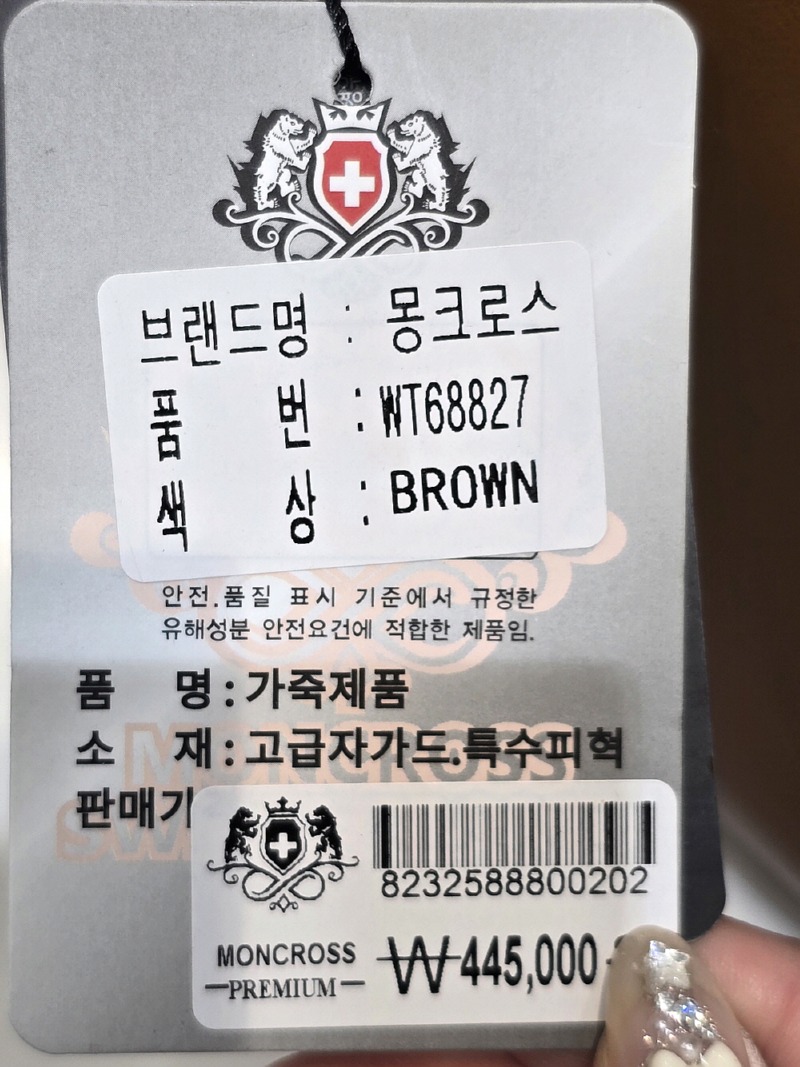 브랜드명 : 몽크로스
품 번 : WT68827
색 상 : BROWN
안전.품질 표시 기준에서 규정한
유해성분 안전요건에 적합한 제품임.
품 명 : 가죽제품
소 재 : 고급자가드.특수피혁
판매가
MONCROSS
8232588800202
MONCROSS
PREMIUM
₩445,000